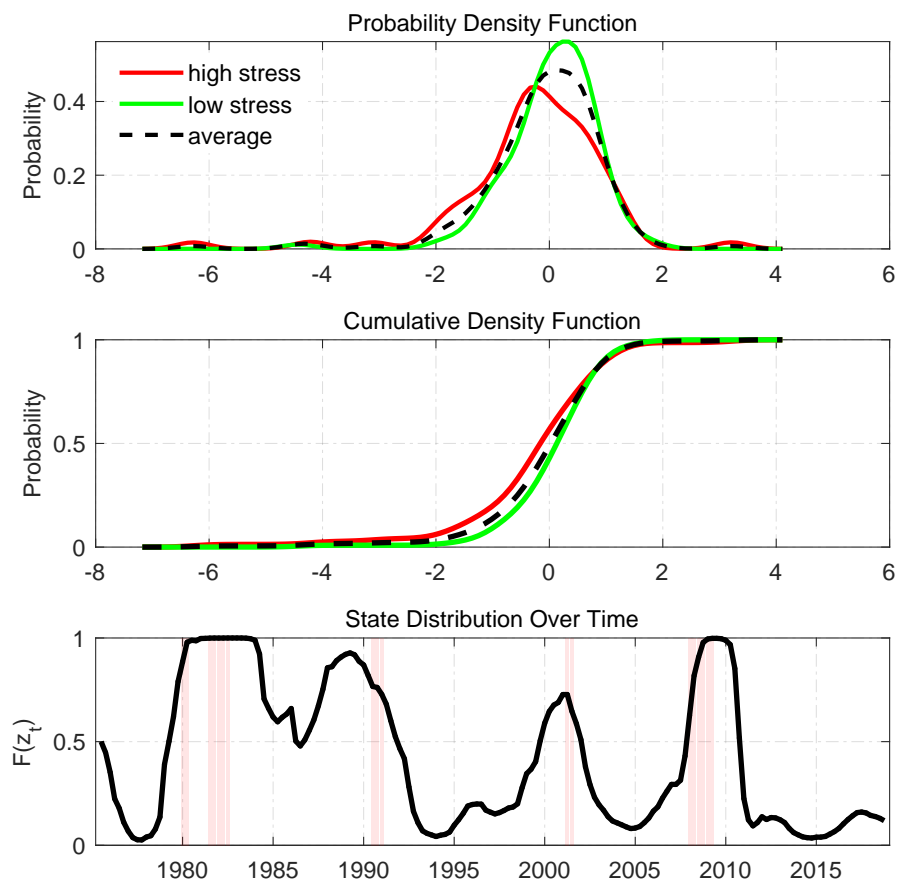 Probability Density Function
Probability
0.4
0.2
0
high stress
low stress
average
-8 -6 -4 -2 0 2 4 6
Cumulative Density Function
Probability
1
0.5
0
-8 -6 -4 -2 0 2 4 6
State Distribution Over Time
F(z_t)
1
0.5
0
1980 1985 1990 1995 2000 2005 2010 2015